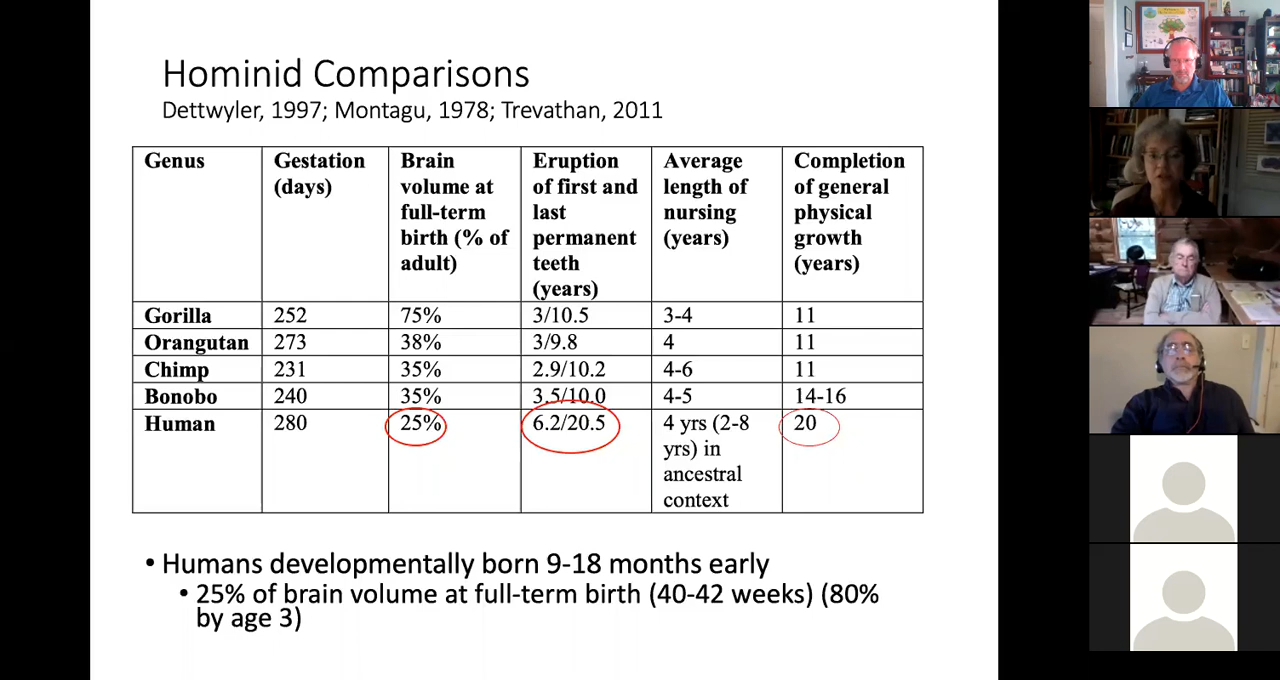 Hominid Comparisons
Dettwyler, 1997; Montagu, 1978; Trevathan, 2011
Genus Gestation (days) Brain volume at full-term birth (% of adult) Eruption of first and last permanent teeth (years) Average length of nursing (years) Completion of general physical growth (years)
Gorilla 252 75% 3/10.5 3-4 11
Orangutan 273 38% 3/9.8 4 11
Chimp 231 35% 2.9/10.2 4-6 11
Bonobo 240 35% 3.5/10.0 4-5 14-16
Human 280 25% 6.2/20.5 4 yrs (2-8 yrs) in ancestral context 20
• Humans developmentally born 9-18 months early
• 25% of brain volume at full-term birth (40-42 weeks) (80%
by age 3)